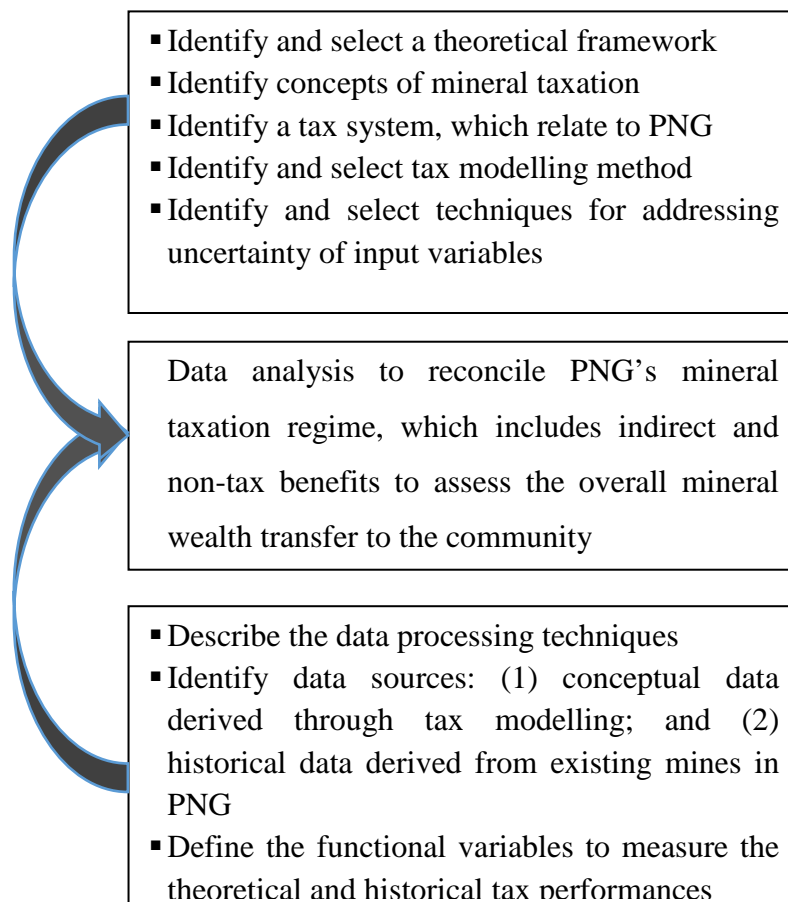 ▪ Identify and select a theoretical framework
▪ Identify concepts of mineral taxation
▪ Identify a tax system, which relate to PNG
▪ Identify and select tax modelling method
▪ Identify and select techniques for addressing
uncertainty of input variables
Data analysis to reconcile PNG’s mineral
taxation regime, which includes indirect and
non-tax benefits to assess the overall mineral
wealth transfer to the community
▪ Describe the data processing techniques
▪ Identify data sources: (1) conceptual data
derived through tax modelling; and (2)
historical data derived from existing mines in
PNG
▪ Define the functional variables to measure the
theoretical and historical tax performances